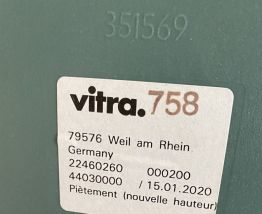 351569
vitra.758
79576 Weil am Rhein
Germany
22460260 000200
44030000 / 15.01.2020
Piètement (nouvelle hauteur)